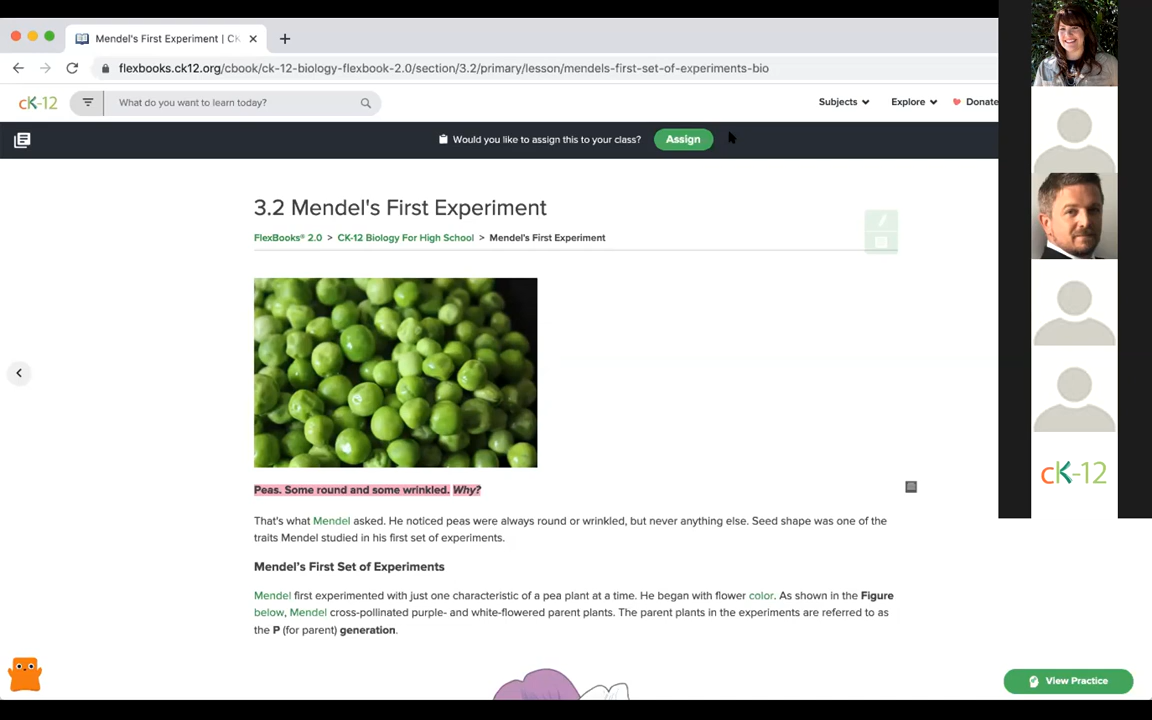 Mendel's First Experiment | CK
flexbooks.ck12.org/cbook/ck-12-biology-flexbook-2.0/section/3.2/primary/lesson/mendels-first-set-of-experiments-bio
cK-12
What do you want to learn today?
Subjects
Explore
Donate
Would you like to assign this to your class?
Assign
3.2 Mendel's First Experiment
FlexBooks® 2.0 > CK-12 Biology For High School > Mendel's First Experiment
Peas. Some round and some wrinkled. Why?
That's what Mendel asked. He noticed peas were always round or wrinkled, but never anything else. Seed shape was one of the
traits Mendel studied in his first set of experiments.
Mendel's First Set of Experiments
Mendel first experimented with just one characteristic of a pea plant at a time. He began with flower color. As shown in the Figure
below, Mendel cross-pollinated purple- and white-flowered parent plants. The parent plants in the experiments are referred to as
the P (for parent) generation.
View Practice
cK-12